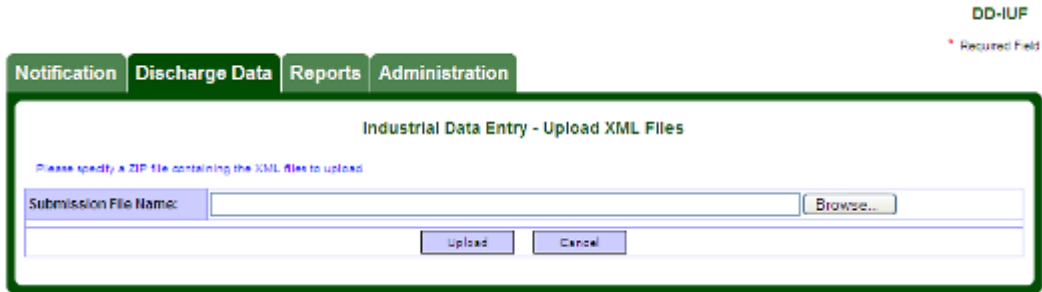 DD-IUF
* Required Field
Notification Discharge Data Reports Administration
Industrial Data Entry - Upload XML Files
Please specify a ZIP file containing the XML files to upload
Submission File Name: Browse...
Upload Cancel